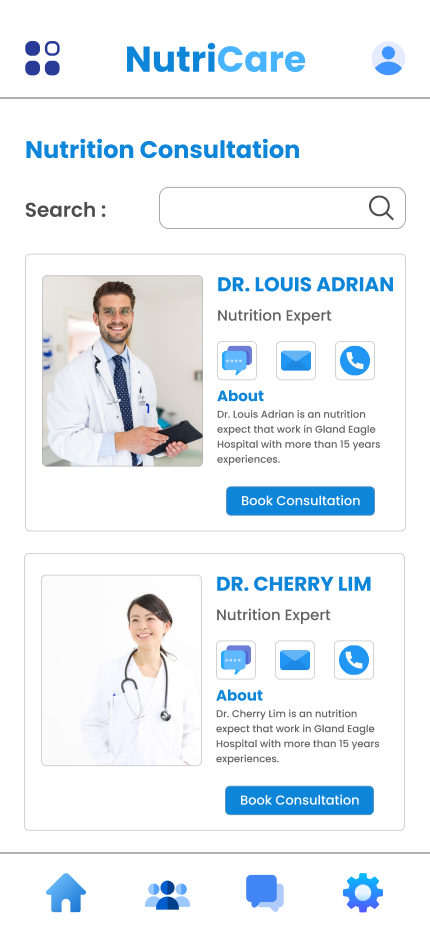 NutriCare
Nutrition Consultation
Search :
DR. LOUIS ADRIAN
Nutrition Expert
About
Dr. Louis Adrian is an nutrition
expect that work in Gland Eagle
Hospital with more than 15 years
experiences.
Book Consultation
DR. CHERRY LIM
Nutrition Expert
About
Dr. Cherry Lim is an nutrition
expect that work in Gland Eagle
Hospital with more than 15 years
experiences.
Book Consultation